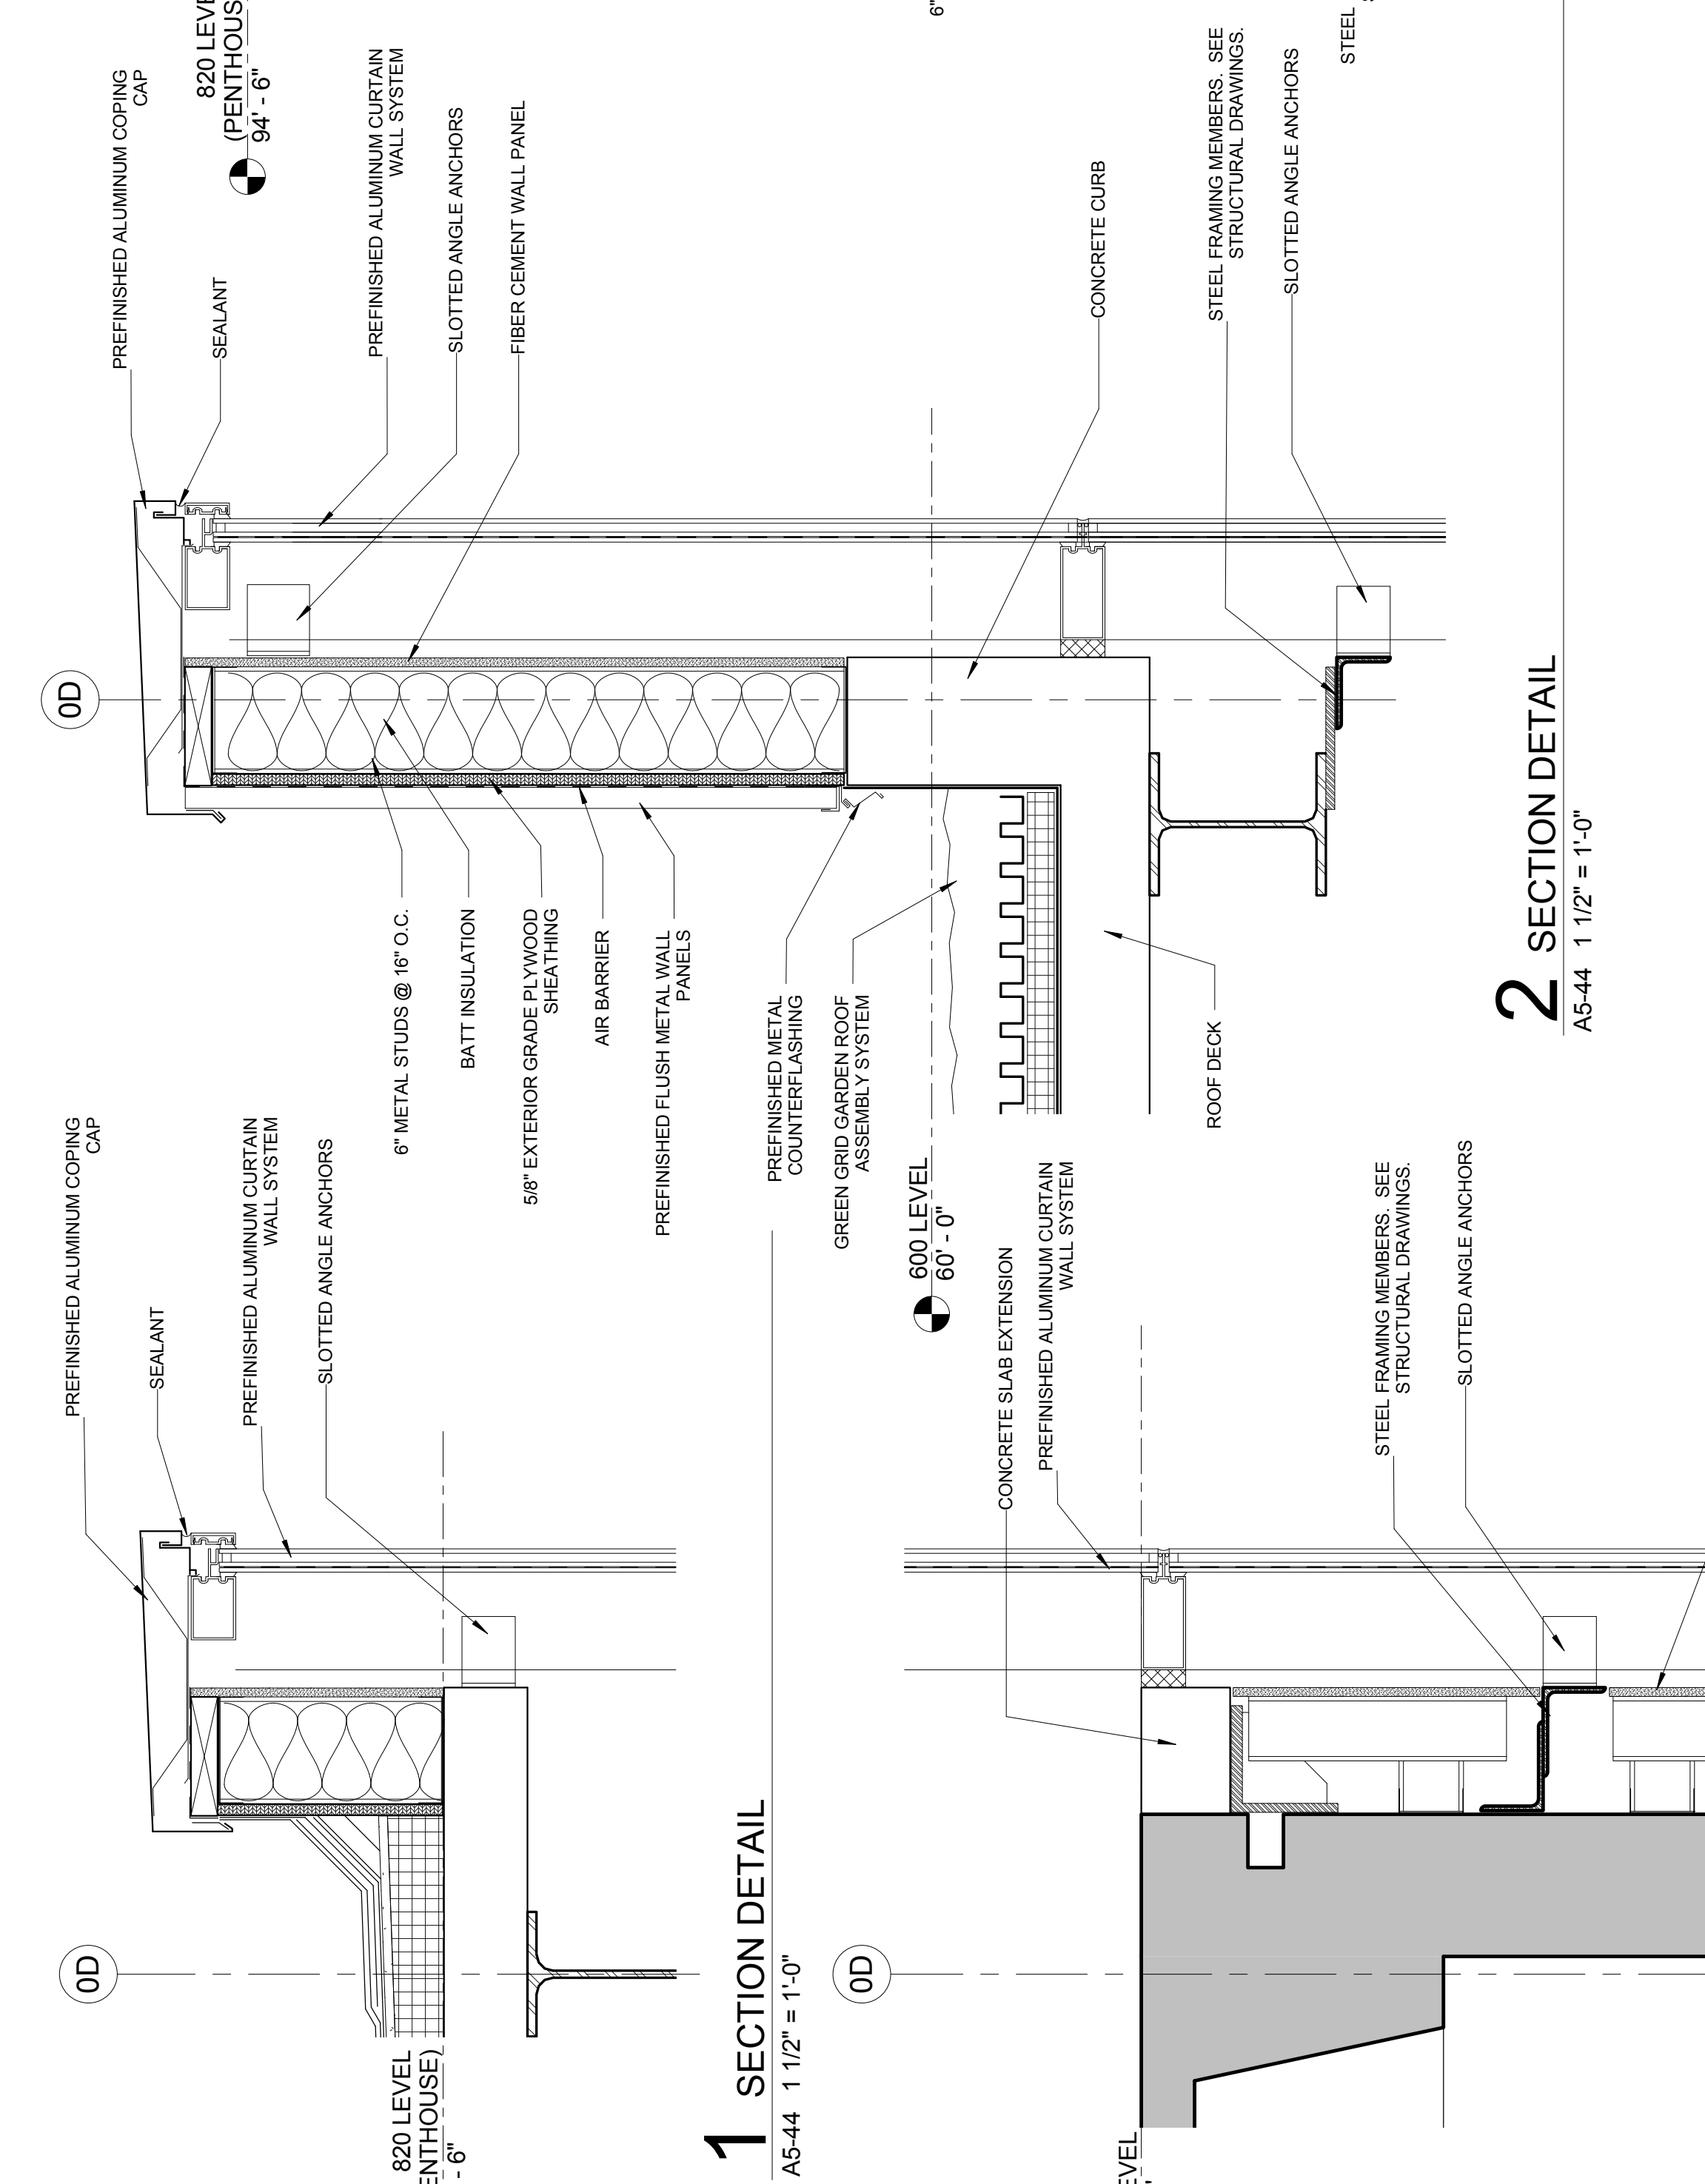 PREFINISHED ALUMINUM COPING
CAP
SEALANT
PREFINISHED ALUMINUM CURTAIN
WALL SYSTEM
SLOTTED ANGLE ANCHORS
0D
820 LEVEL
- 6"
1
SECTION DETAIL
A5-44
1 1/2" = 1'-0"
820
94' - 6"
PREFINISHED ALUMINUM COPING
CAP
SEALANT
PREFINISHED ALUMINUM CURTAIN
WALL SYSTEM
SLOTTED ANGLE ANCHORS
FIBER CEMENT WALL PANEL
CONCRETE CURB
STEEL FRAMING MEMBERS.  SEE
STRUCTURAL DRAWINGS.
SLOTTED ANGLE ANCHORS
0D
6" METAL STUDS @ 16" O.C.
BATT INSULATION
5/8" EXTERIOR GRADE PLYWOOD
SHEATHING
AIR BARRIER
PREFINISHED FLUSH METAL WALL
PANELS
PREFINISHED METAL
COUNTERFLASHING
GREEN GRID GARDEN ROOF
ASSEMBLY SYSTEM
ROOF DECK
600 LEVEL
60' - 0"
2
SECTION DETAIL
A5-44
1 1/2" = 1'-0"
CONCRETE SLAB EXTENSION
PREFINISHED ALUMINUM CURTAIN
WALL SYSTEM
STEEL FRAMING MEMBERS.  SEE
STRUCTURAL DRAWINGS.
SLOTTED ANGLE ANCHORS
0D
6"
STEEL